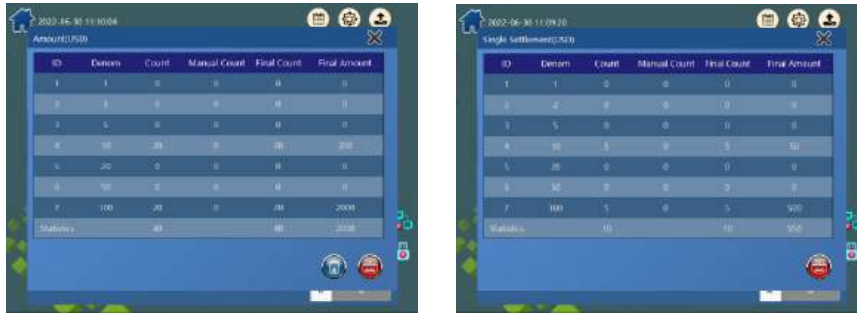 2022-06-30 11:10:04
Amount(USD)
ID Denom Count Manual Count Final Count Final Amount
1 1 0 0 0 0
2 2 0 0 0 0
3 5 0 0 0 0
4 10 20 0 20 200
5 20 0 0 0 0
6 50 0 0 0 0
7 100 20 0 20 2000
Statistics 40 40 2200
2022-06-30 11:09:20
Single Settlement(USD)
ID Denom Count Manual Count Final Count Final Amount
1 1 0 0 0 0
2 2 0 0 0 0
3 5 0 0 0 0
4 10 5 0 5 50
5 20 0 0 0 0
6 50 0 0 0 0
7 100 5 0 5 500
Statistics 10 10 550